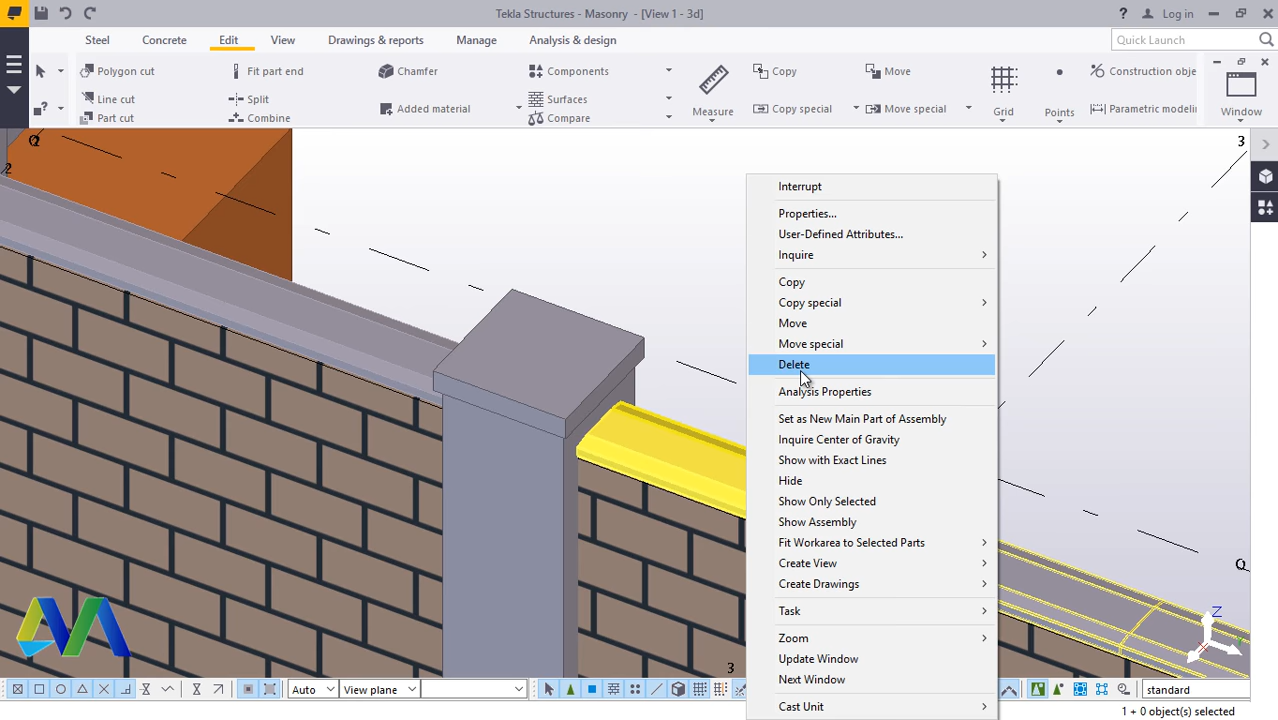 Tekla Structures - Masonry - [View 1 - 3d]
? Log in
Steel Concrete Edit View Drawings & reports Manage Analysis & design
Quick Launch
Polygon cut Fit part end Chamfer Components Copy Move Construction obje
Line cut Split Surfaces
Part cut Combine Added material Compare Measure Copy special Move special Grid Points Parametric modelin Window
2
2
3
Interrupt
Properties...
User-Defined Attributes...
Inquire
Copy
Copy special
Move
Move special
Delete
Analysis Properties
Set as New Main Part of Assembly
Inquire Center of Gravity
Show with Exact Lines
Hide
Show Only Selected
Show Assembly
Fit Workarea to Selected Parts
Create View
Create Drawings
Task
Zoom
Update Window
Next Window
Cast Unit
Q
Z
3
Auto View plane standard
1 + 0 object(s) selected